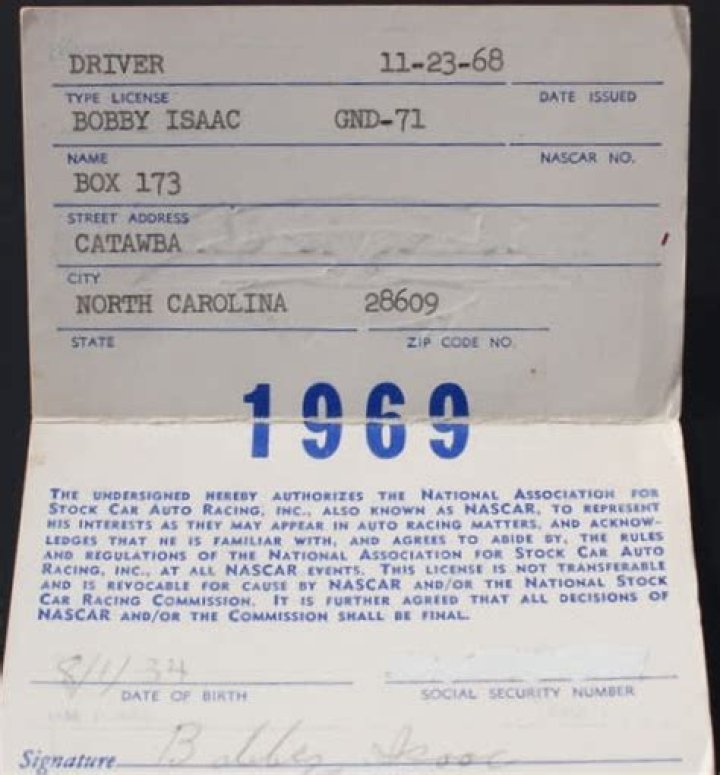 DRIVER 11-23-68
TYPE LICENSE DATE ISSUED
BOBBY ISAAC GND-71
NAME NASCAR NO.
BOX 173
STREET ADDRESS
CATAWBA
CITY
NORTH CAROLINA 28609
STATE ZIP CODE NO.
1969
THE UNDERSIGNED HEREBY AUTHORIZES THE NATIONAL ASSOCIATION FOR
STOCK CAR AUTO RACING, INC., ALSO KNOWN AS NASCAR, TO REPRESENT
HIS INTERESTS AS THEY MAY APPEAR IN AUTO RACING MATTERS, AND ACKNOW-
LEDGES THAT HE IS FAMILIAR WITH, AND AGREES TO ABIDE BY, THE RULES
AND REGULATIONS OF THE NATIONAL ASSOCIATION FOR STOCK CAR AUTO
RACING, INC., AT ALL NASCAR EVENTS. THIS LICENSE IS NOT TRANSFERABLE
AND IS REVOCABLE FOR CAUSE BY NASCAR AND/OR THE NATIONAL STOCK
CAR RACING COMMISSION. IT IS FURTHER AGREED THAT ALL DECISIONS OF
NASCAR AND/OR THE COMMISSION SHALL BE FINAL.
8/1/34
DATE OF BIRTH SOCIAL SECURITY NUMBER
Signature Bobby Isaac